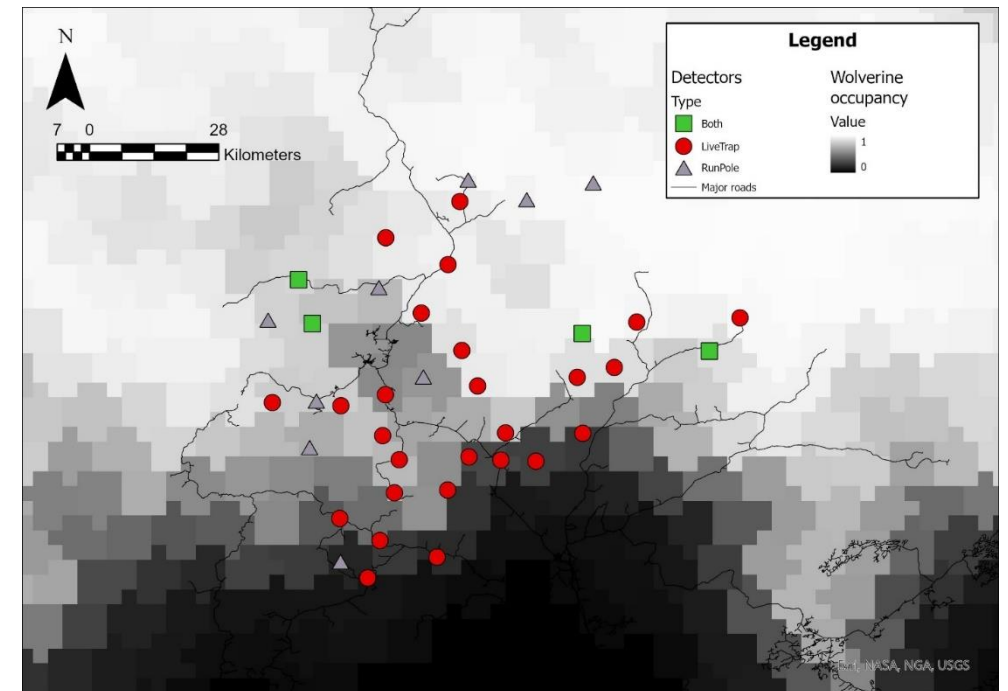 N
7 0 28
Kilometers
Legend
Detectors
Type
Both
LiveTrap
RunPole
Major roads
Wolverine
occupancy
Value
1
0
NASA, NGA, USGS